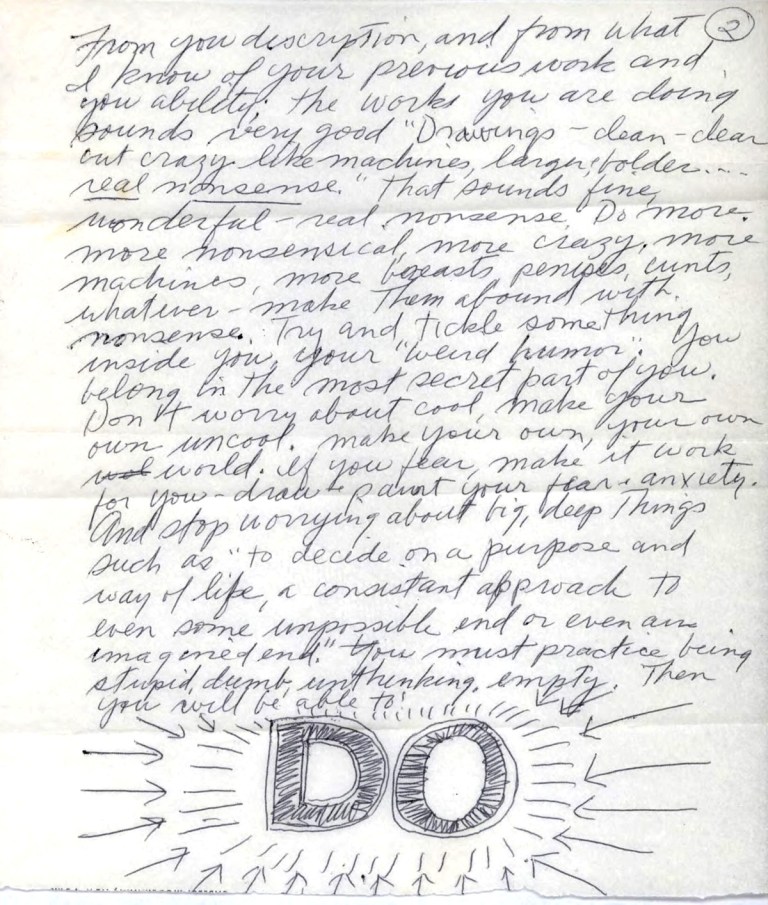 2
From you description, and from what
I know of your previous work and
you ability; the works you are doing
sounds very good "Drawings – clean – clear
cut crazy like machines, larger, bolder....
real nonsense." That sounds fine,
wonderful – real nonsense. Do more.
more nonsensical, more crazy, more
machines, more breasts, penises, cunts,
whatever – make them abound with
nonsense. Try and tickle something
inside you, your "weird humor". You
belong in the most secret part of you.
Don't worry about cool, make your
own uncool. make your own, your own
world. If you fear, make it work
for you – draw + paint your fear + anxiety.
And stop worrying about big, deep things
such as "to decide on a purpose and
way of life, a consistant approach to
even some unpossible end or even an
imagined end." You must practice being
stupid, dumb, unthinking, empty. Then
you will be able to
DO